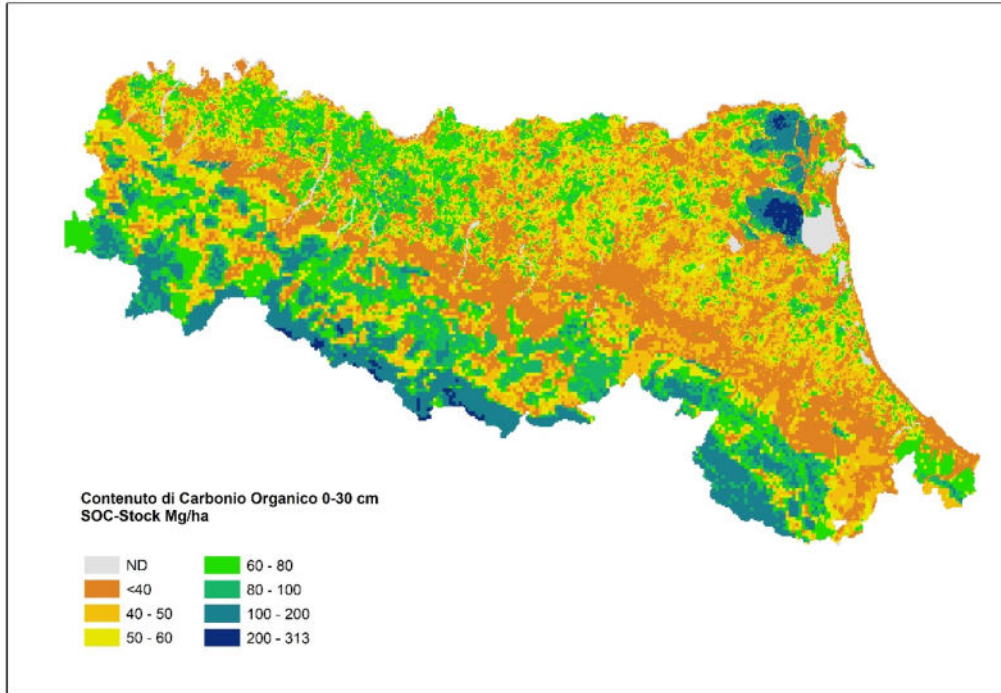 Contenuto di Carbonio Organico 0-30 cm
SOC-Stock Mg/ha
ND
<40
40 - 50
50 - 60
60 - 80
80 - 100
100 - 200
200 - 313